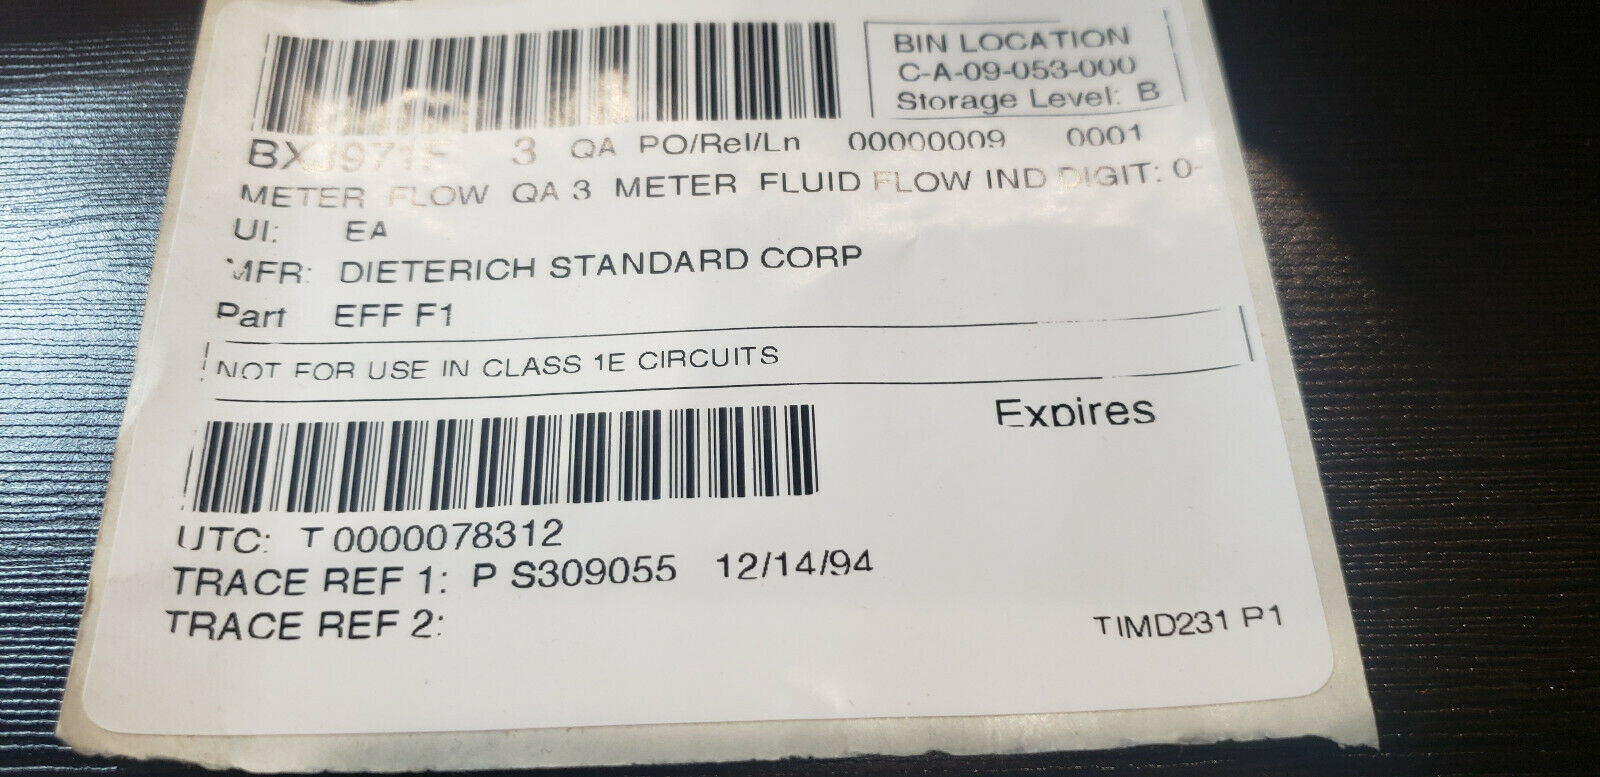 BIN LOCATION
C-A-09-053-000
Storage Level: B
BXJ971F 3 QA PO/Rel/Ln 00000009 0001
METER FLOW QA 3 METER FLUID FLOW IND DIGIT: 0-
UI: EA
MFR: DIETERICH STANDARD CORP
Part EFF F1
NOT FOR USE IN CLASS 1E CIRCUITS
Expires
UTC: T 0000078312
TRACE REF 1: P S309055 12/14/94
TRACE REF 2:
TIMD231 P1